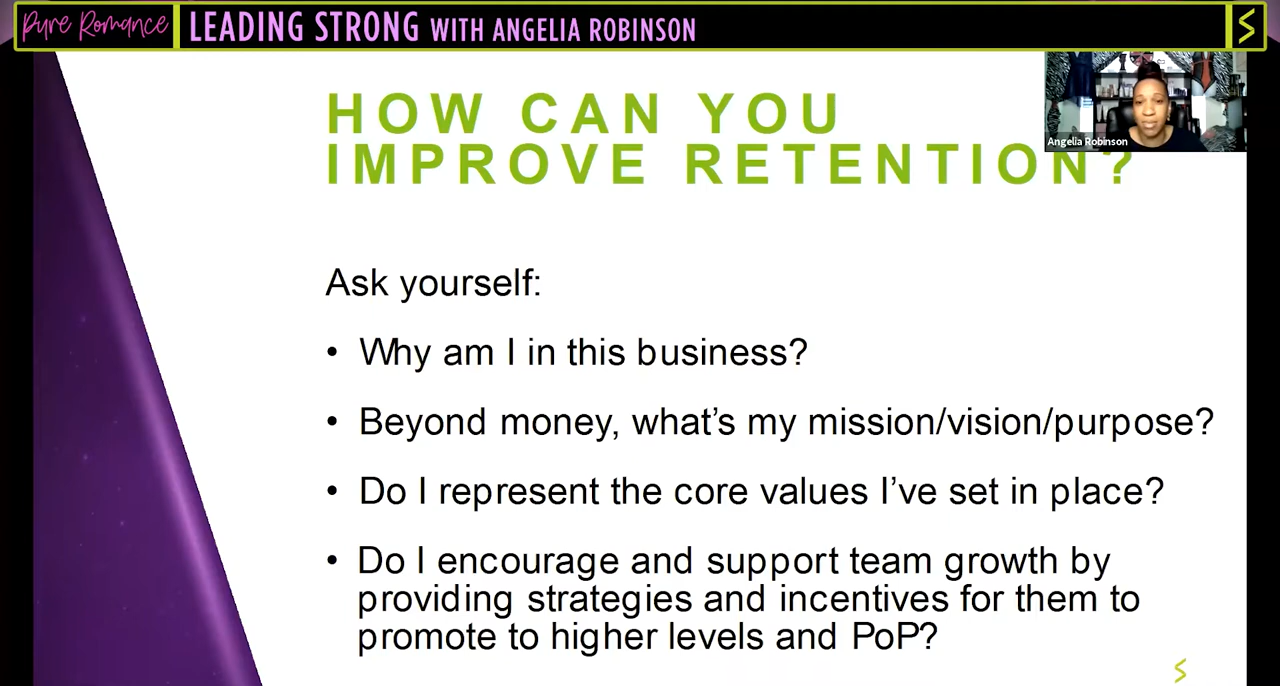 Pure Romance
LEADING STRONG WITH ANGELIA ROBINSON
HOW CAN YOU
IMPROVE RETENTION?
Angelia Robinson
Ask yourself:
• Why am I in this business?
• Beyond money, what's my mission/vision/purpose?
• Do I represent the core values I've set in place?
• Do I encourage and support team growth by
providing strategies and incentives for them to
promote to higher levels and PoP?